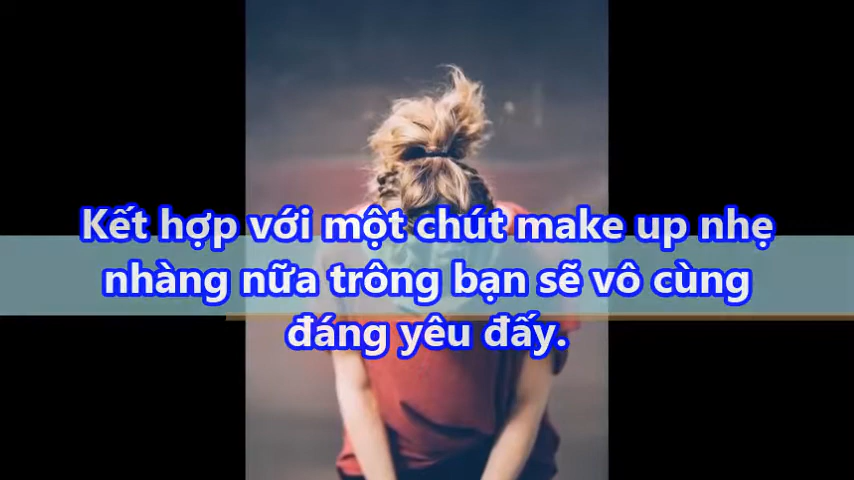 Kết hợp với một chút make up nhẹ
nhàng nữa trông bạn sẽ vô cùng
đáng yêu đấy.